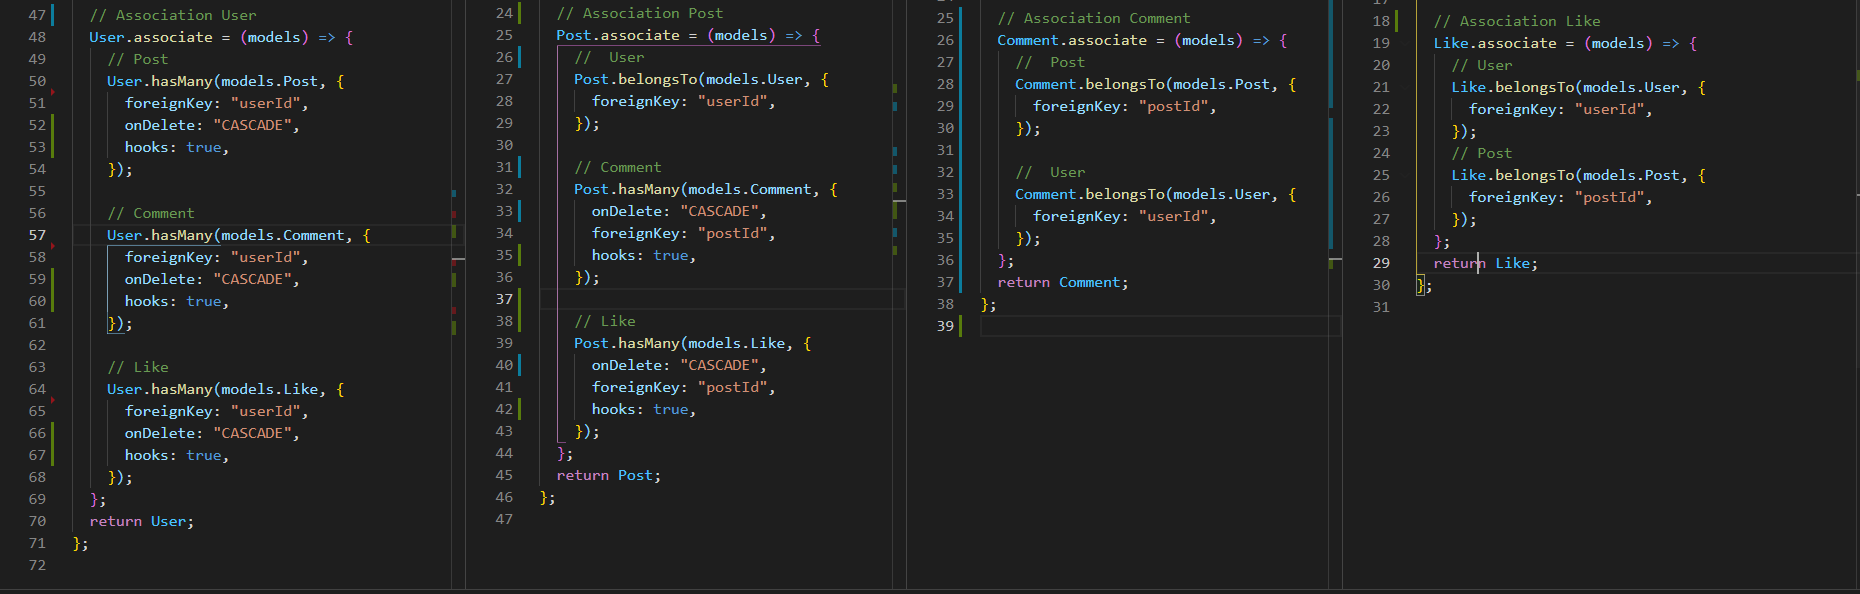 47 // Association User
48 User.associate = (models) => {
49 // Post
50 User.hasMany(models.Post, {
51 foreignKey: "userId",
52 onDelete: "CASCADE",
53 hooks: true,
54 });
55
56 // Comment
57 User.hasMany(models.Comment, {
58 foreignKey: "userId",
59 onDelete: "CASCADE",
60 hooks: true,
61 });
62
63 // Like
64 User.hasMany(models.Like, {
65 foreignKey: "userId",
66 onDelete: "CASCADE",
67 hooks: true,
68 });
69 };
70 return User;
71 };
72
24 // Association Post
25 Post.associate = (models) => {
26 // User
27 Post.belongsTo(models.User, {
28 foreignKey: "userId",
29 });
30
31 // Comment
32 Post.hasMany(models.Comment, {
33 onDelete: "CASCADE",
34 foreignKey: "postId",
35 hooks: true,
36 });
37
38 // Like
39 Post.hasMany(models.Like, {
40 onDelete: "CASCADE",
41 foreignKey: "postId",
42 hooks: true,
43 });
44 };
45 return Post;
46 };
47
25 // Association Comment
26 Comment.associate = (models) => {
27 // Post
28 Comment.belongsTo(models.Post, {
29 foreignKey: "postId",
30 });
31
32 // User
33 Comment.belongsTo(models.User, {
34 foreignKey: "userId",
35 });
36 };
37 return Comment;
38 };
39
18 // Association Like
19 Like.associate = (models) => {
20 // User
21 Like.belongsTo(models.User, {
22 foreignKey: "userId",
23 });
24 // Post
25 Like.belongsTo(models.Post, {
26 foreignKey: "postId",
27 });
28 };
29 return Like;
30 };
31